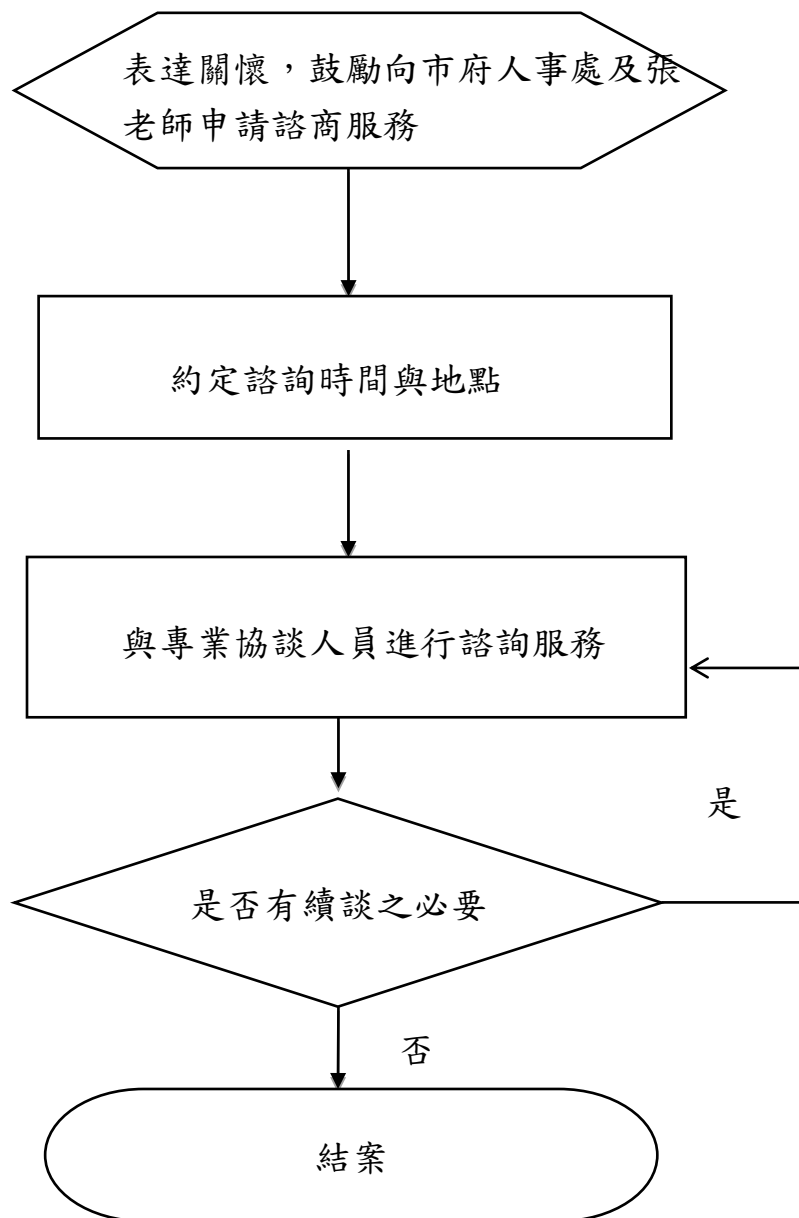 表達關懷，鼓勵向市府人事處及張
老師申請諮商服務
約定諮詢時間與地點
與專業協談人員進行諮詢服務
是
是否有續談之必要
否
結案